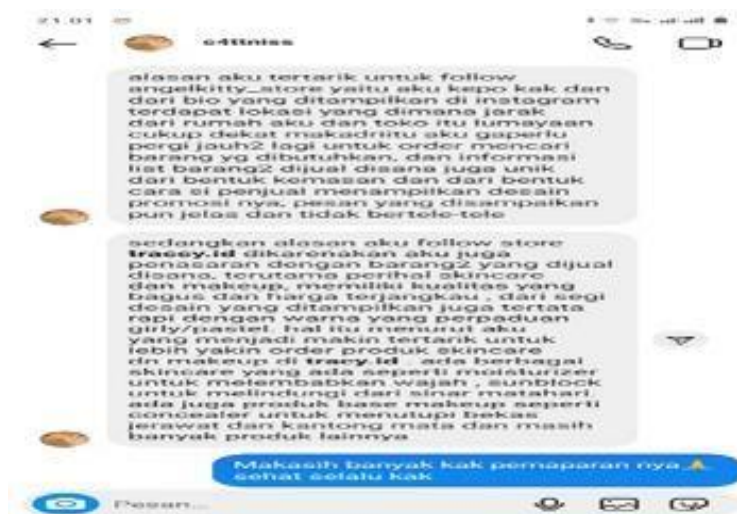 21.01
c4ttniss
alasan aku tertarik untuk follow
angelkitty_store yaitu aku kepo kak dan
dari bio yang ditampilkan di instagram
terdapat lokasi yang dimana jarak
dari rumah aku dan toko itu lumayaan
cukup dekat makadriitu aku gaperlu
pergi jauh2 lagi untuk order mencari
barang yg dibutuhkan, dan informasi
list barang2 dijual disana juga unik
dari bentuk kemasan dan dari bentuk
cara si penjual menampilkan desain
promosi nya, pesan yang disampaikan
pun jelas dan tidak bertele-tele
sedangkan alasan aku follow store
traccy.id dikarenakan aku juga
penasaran dengan barang2 yang dijual
disana, terutama perihal skincare
dan makeup, memiliki kualitas yang
bagus dan harga terjangkau , dari segi
desain yang ditampilkan juga tertata
rapi dengan warna yang perpaduan
girly/pastel. hal itu menurut aku
yang menjadi makin tertarik untuk
lebih yakin order produk skincare
dn makeup di tracy.id . ada berbagai
skincare yang ada seperti moisturizer
untuk melembabkan wajah , sunblock
untuk melindungi dari sinar matahari.
ada juga produk base makeup seperti
concealer untuk menutupi bekas
jerawat dan kantong mata dan masih
banyak produk lainnya
Makasih banyak kak pemaparan nya🙏
sehat selalu kak
Pesan...